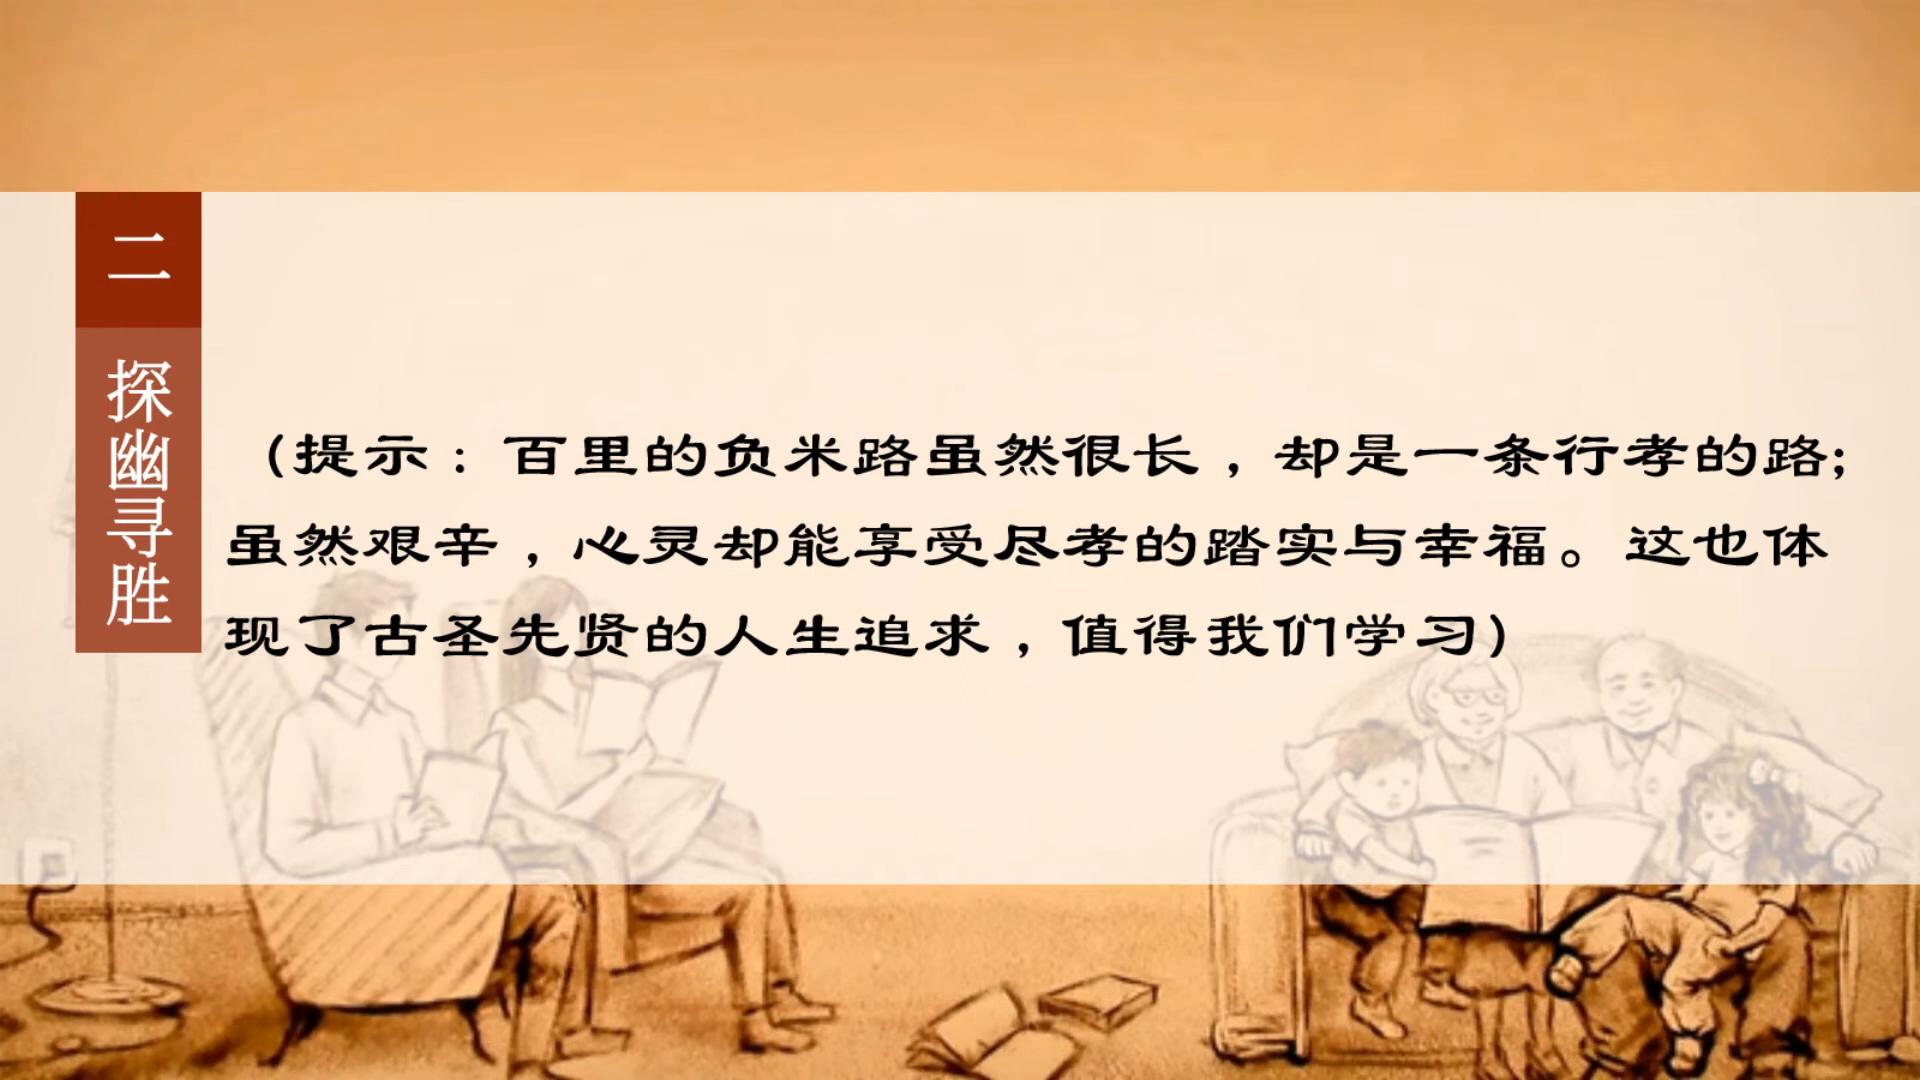 二
探幽寻胜
（提示：百里的负米路虽然很长，却是一条行孝的路；
虽然艰辛，心灵却能享受尽孝的踏实与幸福。这也体
现了古圣先贤的人生追求，值得我们学习）